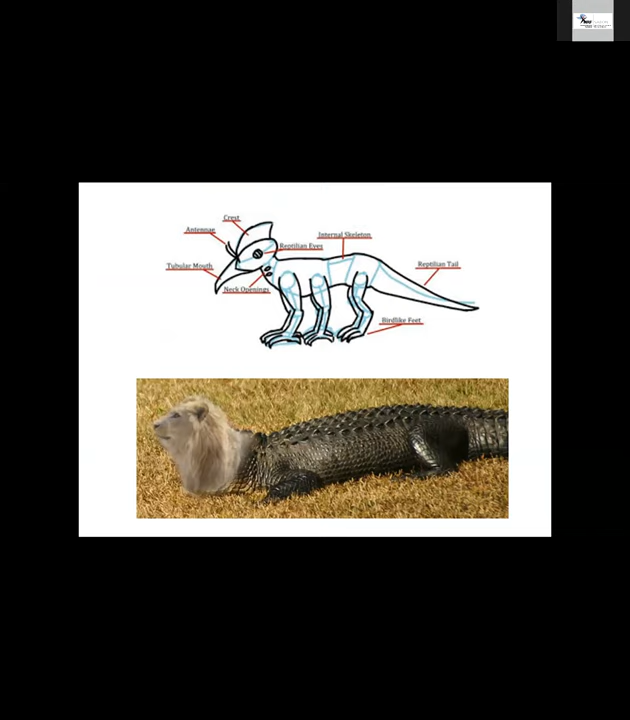 Crest
Antennae
Internal Skeleton
Reptilian Eyes
Tubular Mouth
Reptilian Tail
Neck Openings
Birdlike Feet